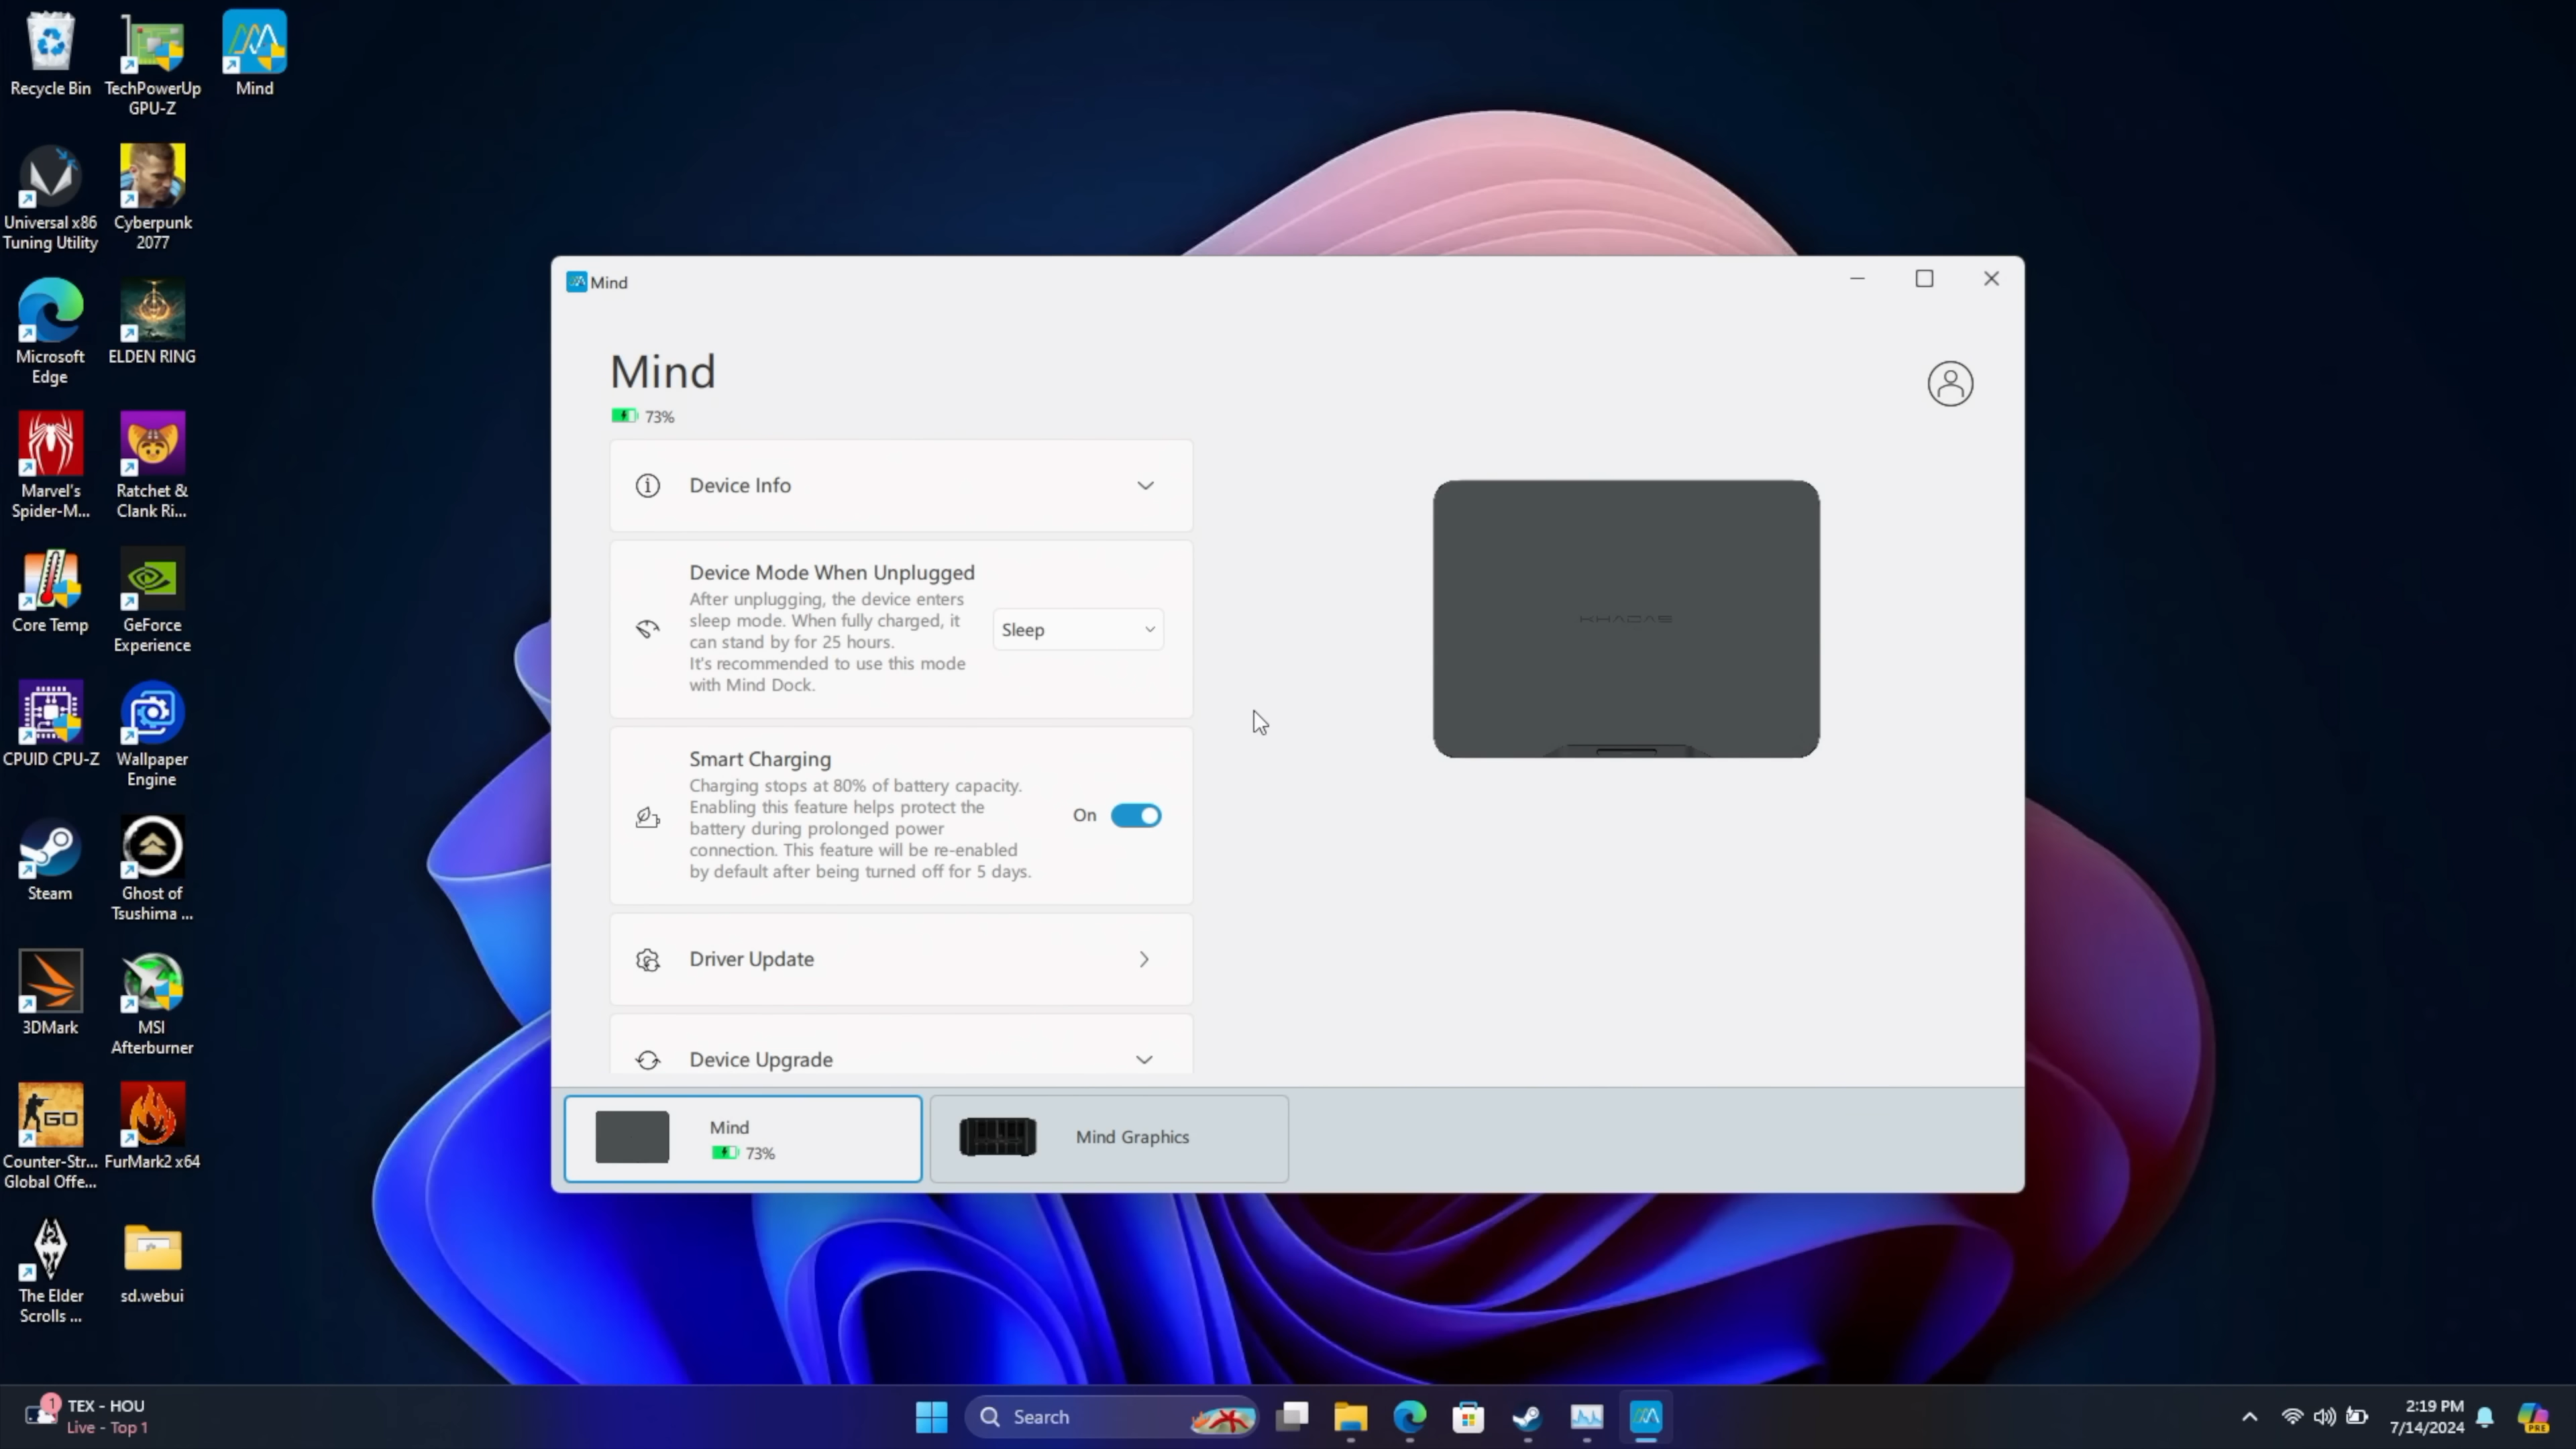 Recycle Bin
TechPowerUp
GPU-Z
Mind
Universal x86
Tuning Utility
Cyberpunk
2077
Microsoft
Edge
ELDEN RING
Marvel's
Spider-M...
Ratchet &
Clank Ri...
Core Temp
GeForce
Experience
CPUID CPU-Z
Wallpaper
Engine
Steam
Ghost of
Tsushima ...
3DMark
MSI
Afterburner
GO
Counter-Str...
Global Offe...
FurMark2 x64
The Elder
Scrolls ...
sd.webui
Mind
Mind
73%
Device Info
Device Mode When Unplugged
After unplugging, the device enters
sleep mode. When fully charged, it
can stand by for 25 hours.
It's recommended to use this mode
with Mind Dock.
Sleep
Smart Charging
Charging stops at 80% of battery capacity.
Enabling this feature helps protect the
battery during prolonged power
connection. This feature will be re-enabled
by default after being turned off for 5 days.
On
Driver Update
Device Upgrade
KHADAS
Mind
73%
Mind Graphics
1
TEX - HOU
Live - Top 1
Search
2:19 PM
7/14/2024
PRE